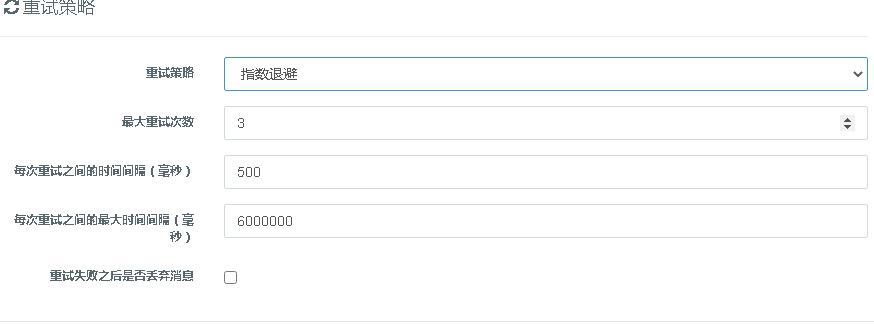 重试策略
重试策略
指数退避
最大重试次数
3
每次重试之间的时间间隔（毫秒）
500
每次重试之间的最大时间间隔（毫
秒）
6000000
重试失败之后是否丢弃消息